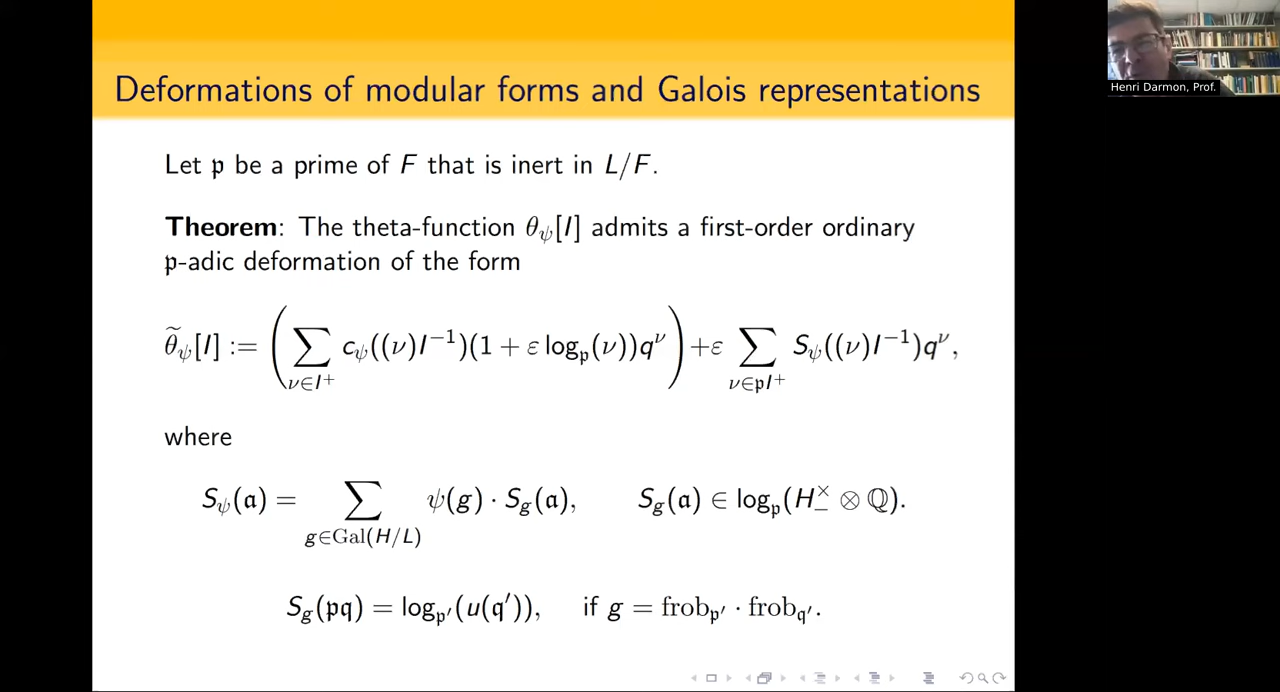 Deformations of modular forms and Galois representations
Henri Darmon, Prof.
Let 𝔭 be a prime of F that is inert in L/F.
Theorem: The theta-function θ_ψ[I] admits a first-order ordinary
𝔭-adic deformation of the form
θ̃_ψ[I] := ( ∑_{ν∈I⁺} c_ψ((ν)I⁻¹)(1 + ε log_𝔭(ν))q^ν ) + ε ∑_{ν∈𝔭I⁺} S_ψ((ν)I⁻¹)q^ν,
where
S_ψ(𝔞) = ∑_{g∈Gal(H/L)} ψ(g) · S_g(𝔞), S_g(𝔞) ∈ log_𝔭(H_−^× ⊗ ℚ).
S_g(𝔭𝔮) = log_{𝔭′}(u(𝔮′)), if g = frob_{𝔭′} · frob_{𝔮′}.